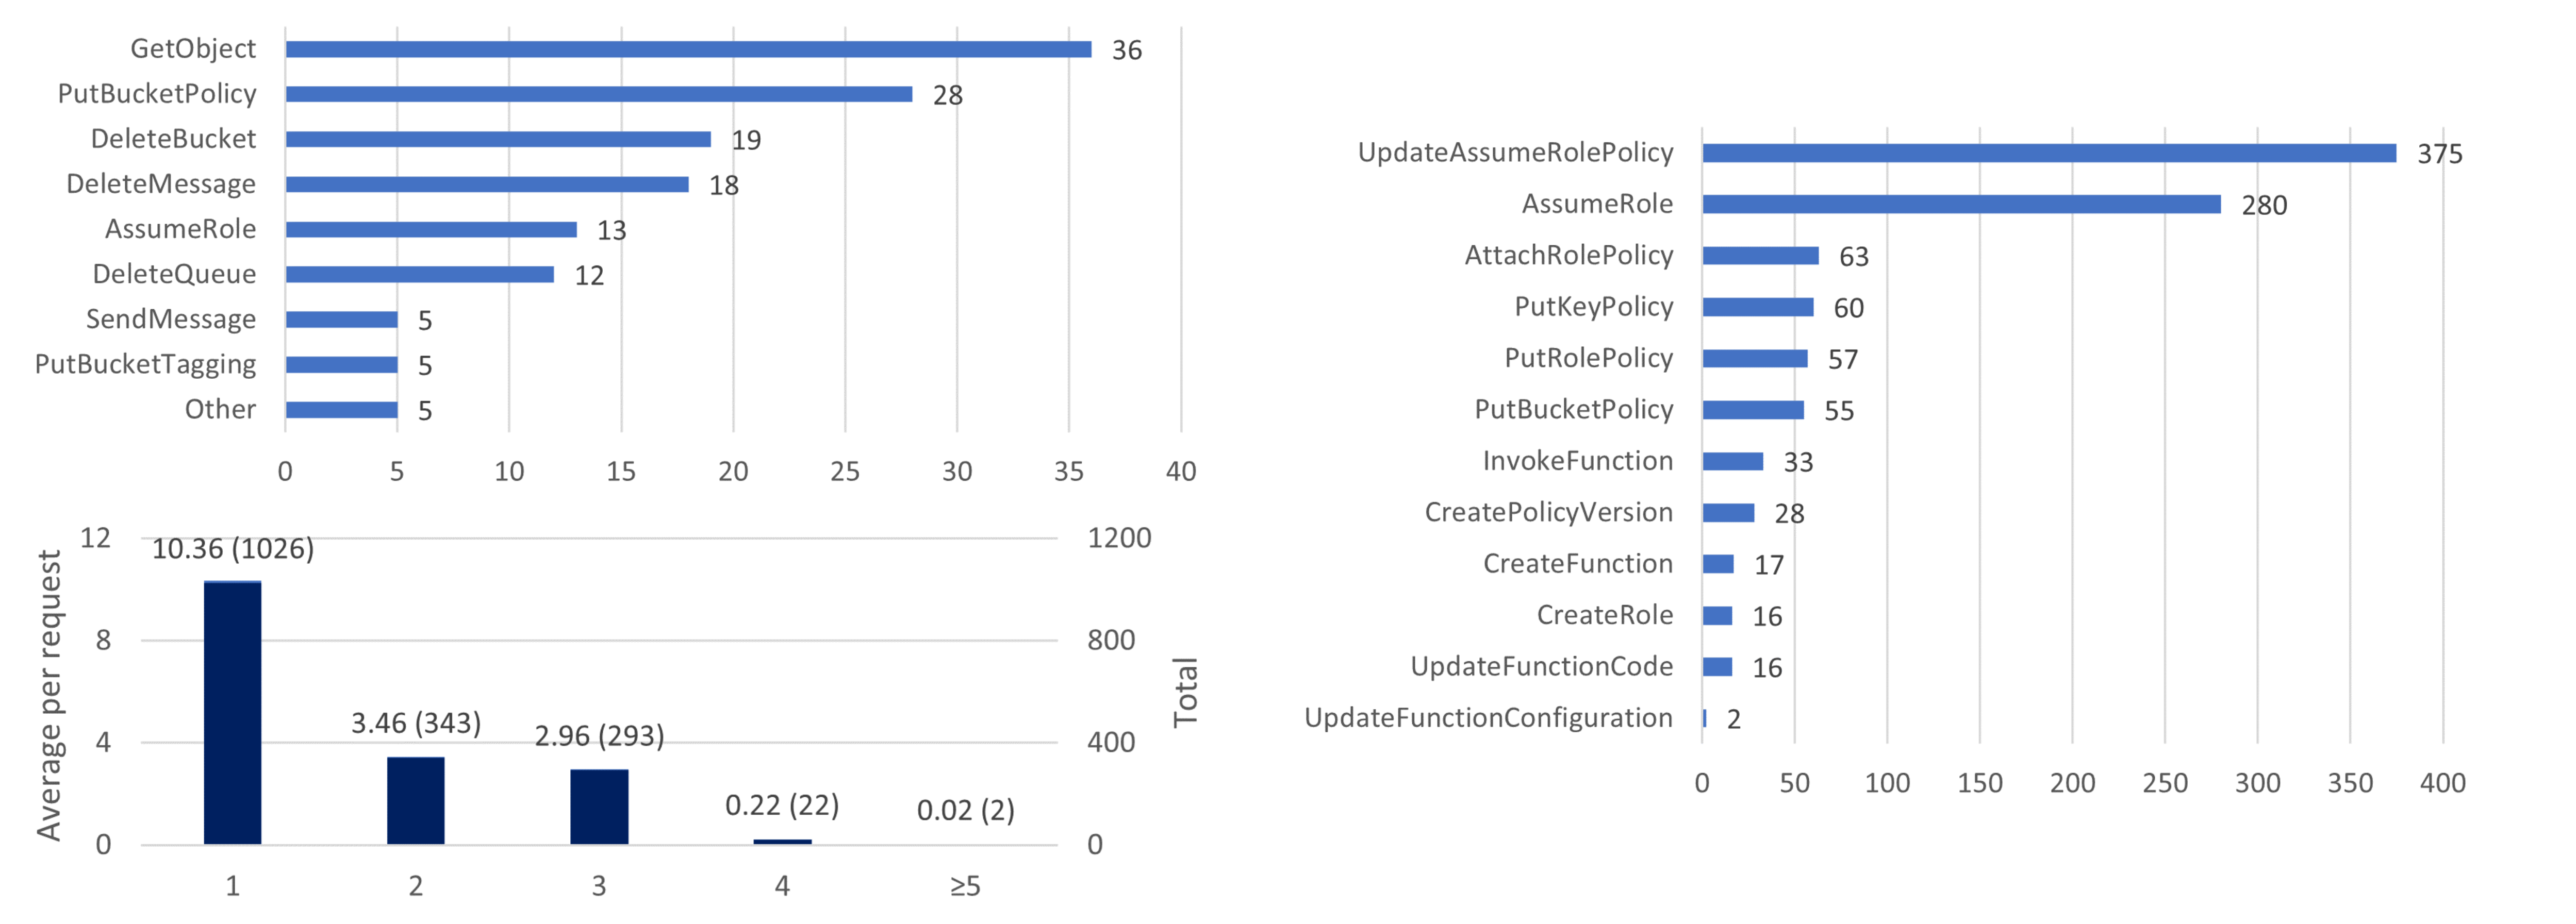 GetObject 36
PutBucketPolicy 28
DeleteBucket 19
DeleteMessage 18
AssumeRole 13
DeleteQueue 12
SendMessage 5
PutBucketTagging 5
Other 5
0 5 10 15 20 25 30 35 40
Average per request
12
8
4
0
10.36 (1026)
3.46 (343)
2.96 (293)
0.22 (22)
0.02 (2)
1200
800
400
0
Total
1 2 3 4 ≥5
UpdateAssumeRolePolicy 375
AssumeRole 280
AttachRolePolicy 63
PutKeyPolicy 60
PutRolePolicy 57
PutBucketPolicy 55
InvokeFunction 33
CreatePolicyVersion 28
CreateFunction 17
CreateRole 16
UpdateFunctionCode 16
UpdateFunctionConfiguration 2
0 50 100 150 200 250 300 350 400